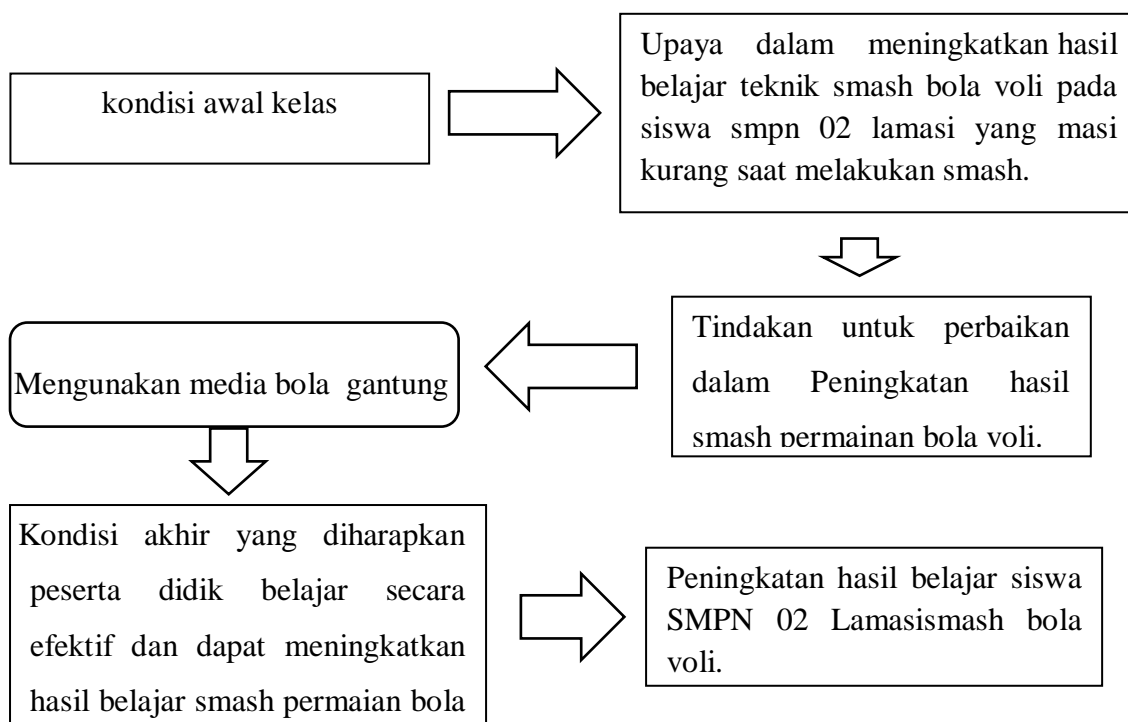 kondisi awal kelas
Upaya dalam meningkatkan hasil
belajar teknik smash bola voli pada
siswa smpn 02 lamasi yang masi
kurang saat melakukan smash.
Tindakan untuk perbaikan
dalam Peningkatan hasil
smash permainan bola voli.
Mengunakan media bola gantung
Kondisi akhir yang diharapkan
peserta didik belajar secara
efektif dan dapat meningkatkan
hasil belajar smash permaian bola
Peningkatan hasil belajar siswa
SMPN 02 Lamasismash bola
voli.